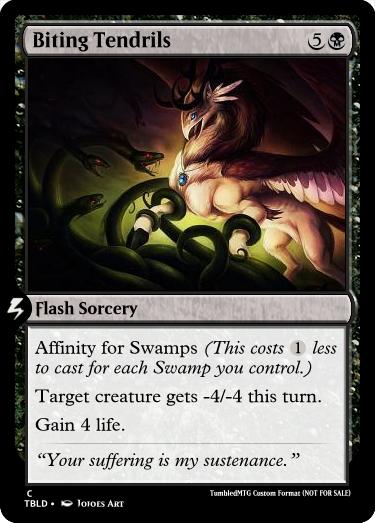 Biting Tendrils 5
Flash Sorcery
Affinity for Swamps (This costs 1 less
to cast for each Swamp you control.)
Target creature gets -4/-4 this turn.
Gain 4 life.
“Your suffering is my sustenance.”
C
TBLD • Jofoes Art
TumbledMTG Custom Format (NOT FOR SALE)